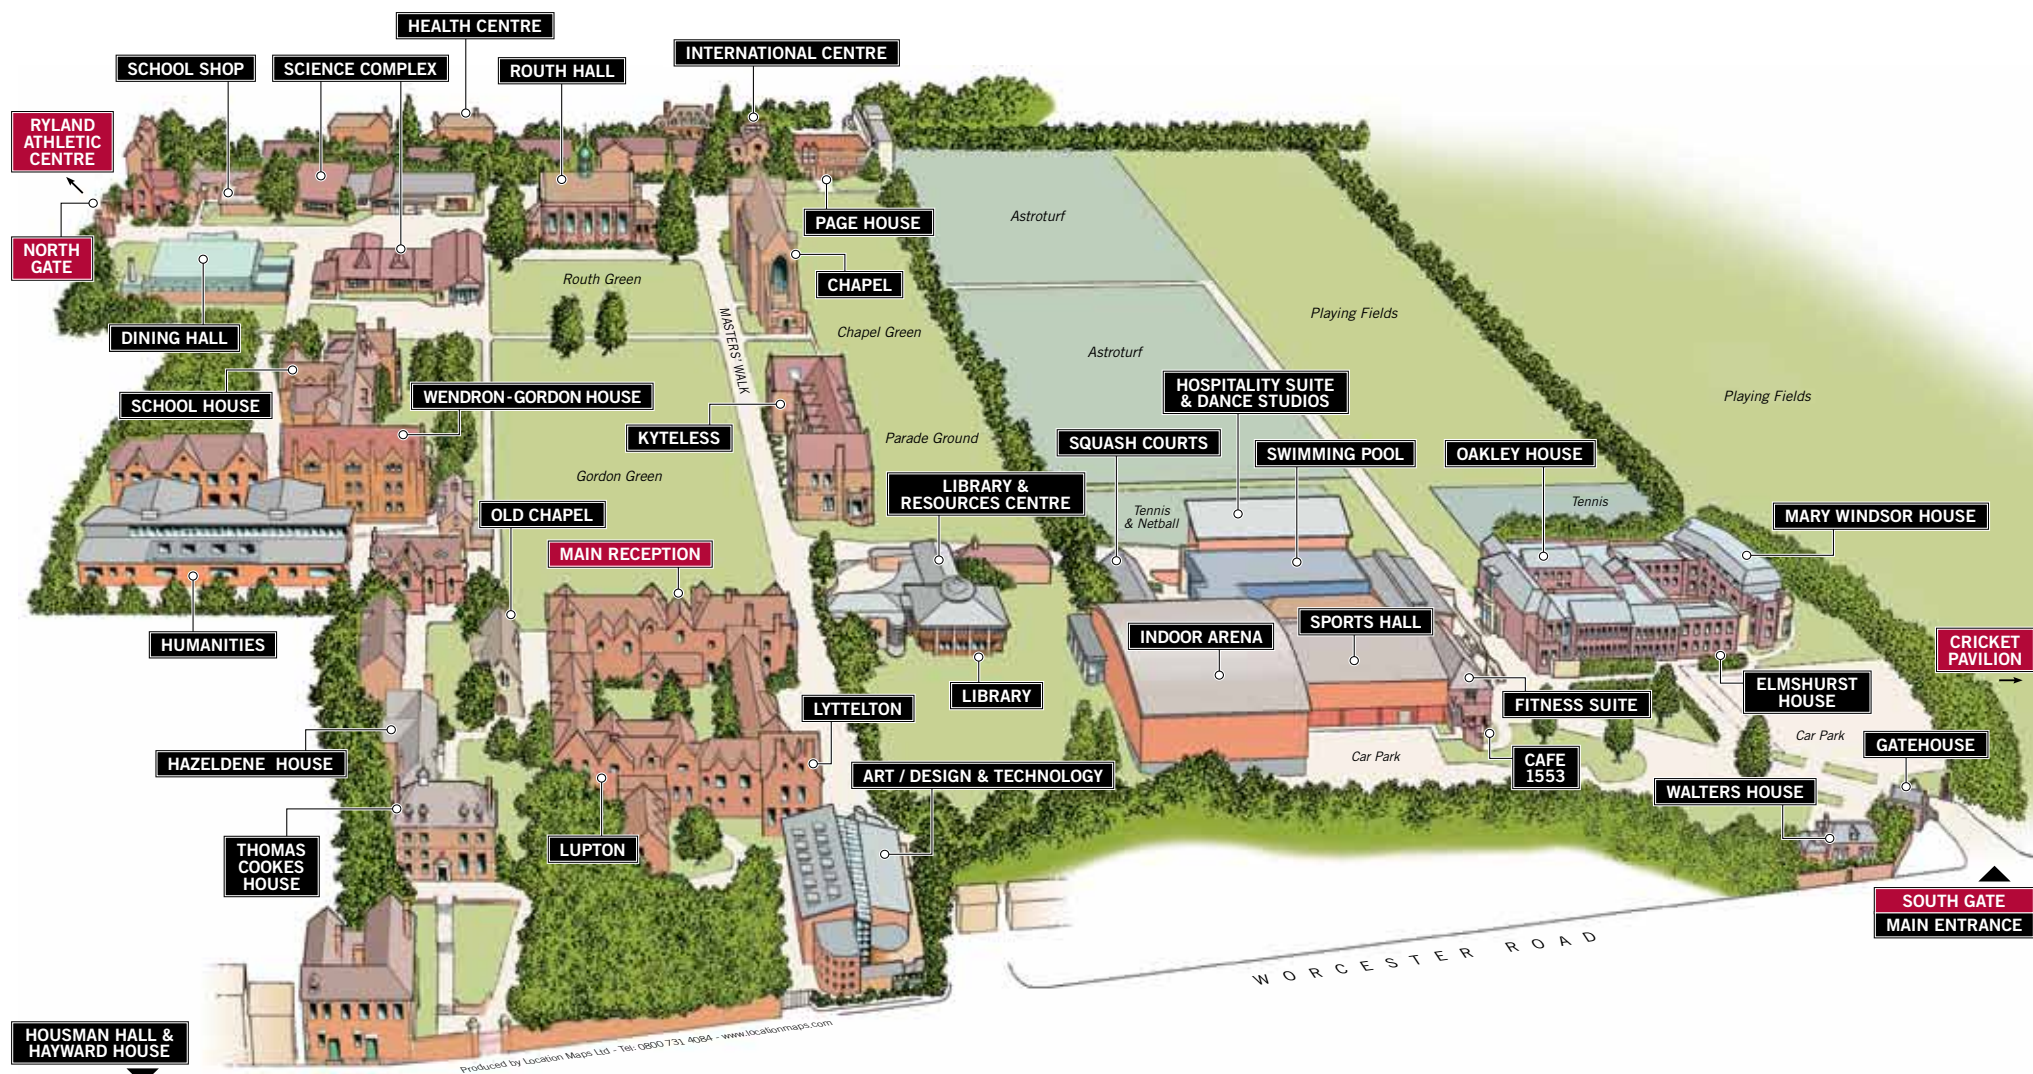 HEALTH CENTRE
INTERNATIONAL CENTRE
SCHOOL SHOP
SCIENCE COMPLEX
ROUTH HALL
RYLAND
ATHLETIC
CENTRE
NORTH
GATE
PAGE HOUSE
Astroturf
CHAPEL
Routh Green
DINING HALL
MASTERS' WALK
Chapel Green
Playing Fields
Astroturf
SCHOOL HOUSE
WENDRON-GORDON HOUSE
HOSPITALITY SUITE
& DANCE STUDIOS
Playing Fields
KYTELESS
Parade Ground
SQUASH COURTS
SWIMMING POOL
OAKLEY HOUSE
Gordon Green
LIBRARY &
RESOURCES CENTRE
OLD CHAPEL
Tennis
& Netball
Tennis
MARY WINDSOR HOUSE
MAIN RECEPTION
HUMANITIES
INDOOR ARENA
SPORTS HALL
CRICKET
PAVILION
LIBRARY
LYTTELTON
FITNESS SUITE
ELMSHURST
HOUSE
HAZELDENE HOUSE
ART / DESIGN & TECHNOLOGY
Car Park
CAFE
1553
Car Park
GATEHOUSE
WALTERS HOUSE
THOMAS
COOKES
HOUSE
LUPTON
SOUTH GATE
MAIN ENTRANCE
WORCESTER ROAD
HOUSMAN HALL &
HAYWARD HOUSE
Produced by Location Maps Ltd - Tel: 0800 731 4084 - www.locationmaps.com